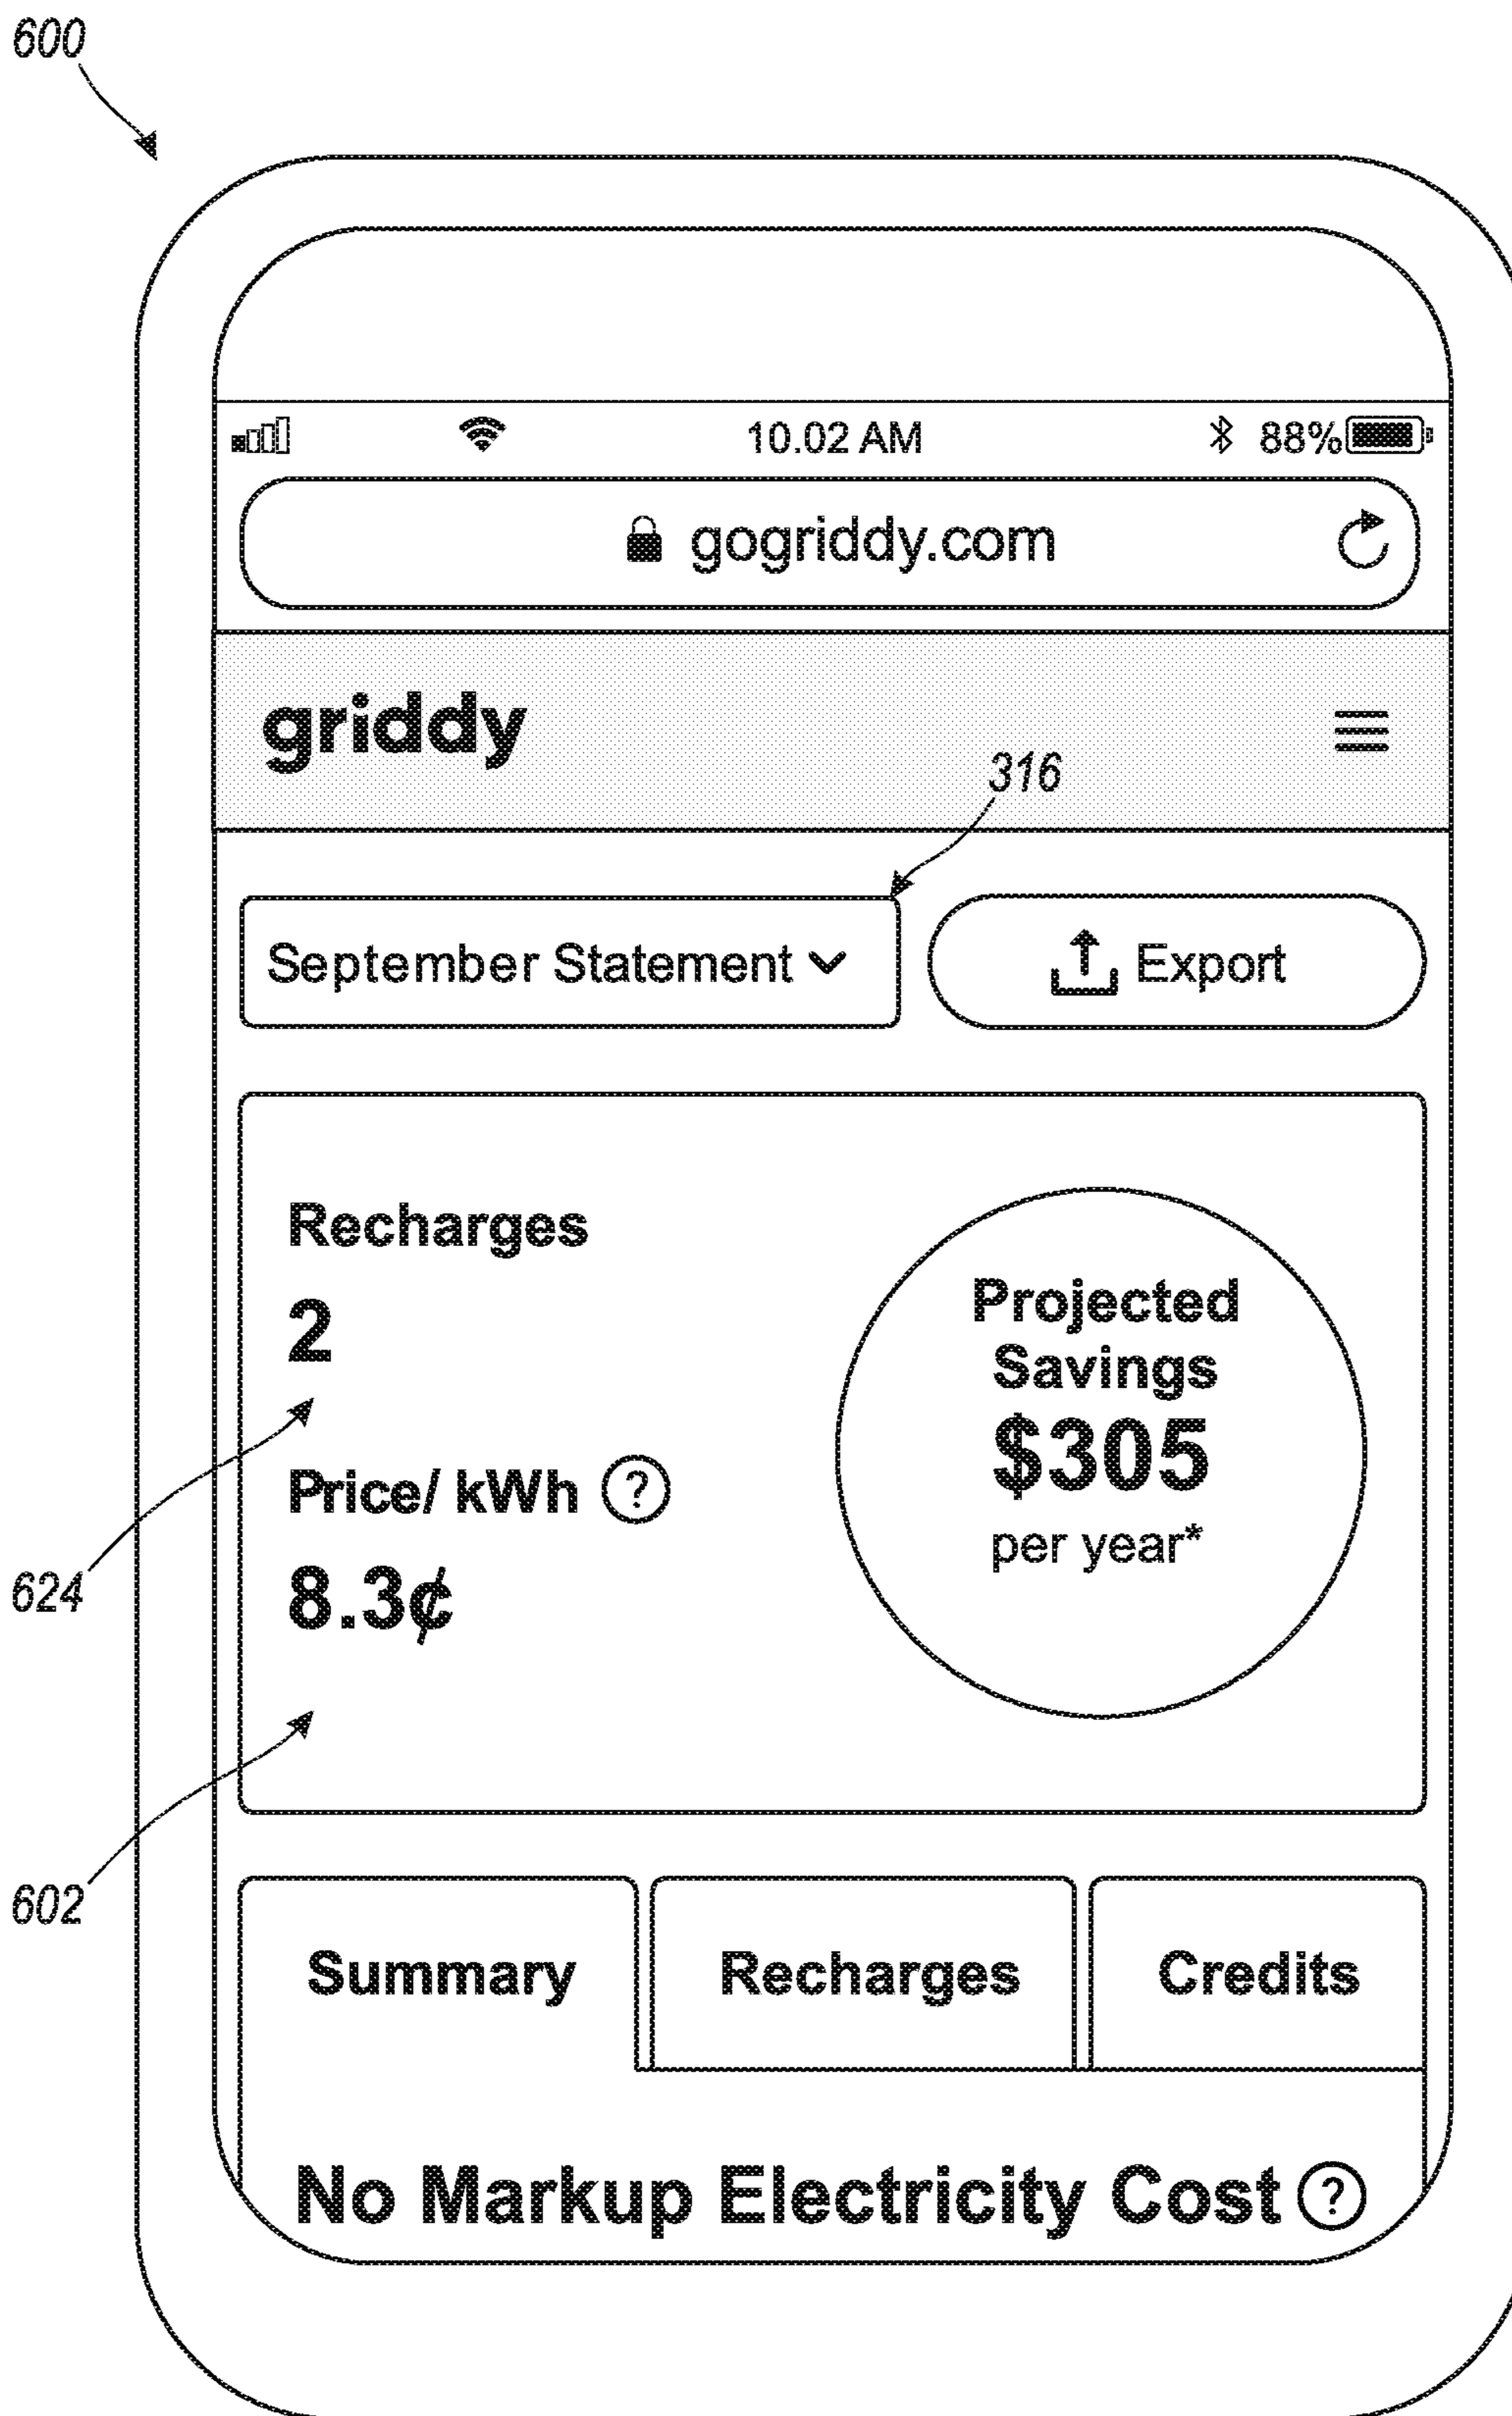 600
10.02 AM 88%
gogriddy.com
griddy
316
September Statement Export
Recharges
2
Projected
Savings
$305
per year*
Price/ kWh ?
8.3¢
624
602
Summary Recharges Credits
No Markup Electricity Cost ?